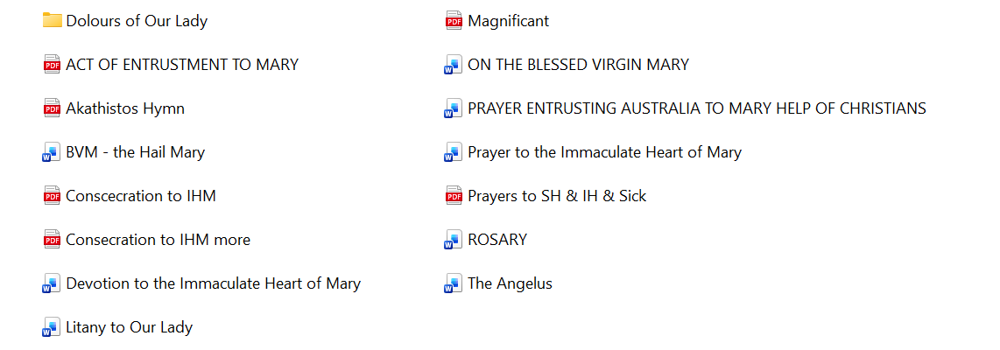 Dolours of Our Lady
ACT OF ENTRUSTMENT TO MARY
Akathistos Hymn
BVM - the Hail Mary
Conscecration to IHM
Consecration to IHM more
Devotion to the Immaculate Heart of Mary
Litany to Our Lady
Magnificant
ON THE BLESSED VIRGIN MARY
PRAYER ENTRUSTING AUSTRALIA TO MARY HELP OF CHRISTIANS
Prayer to the Immaculate Heart of Mary
Prayers to SH & IH & Sick
ROSARY
The Angelus